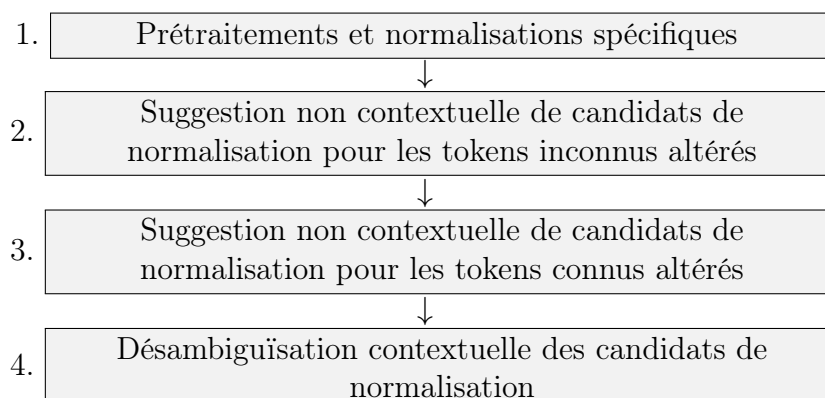 1. Prétraitements et normalisations spécifiques
↓
2. Suggestion non contextuelle de candidats de
normalisation pour les tokens inconnus altérés
↓
3. Suggestion non contextuelle de candidats de
normalisation pour les tokens connus altérés
↓
4. Désambiguïsation contextuelle des candidats de
normalisation